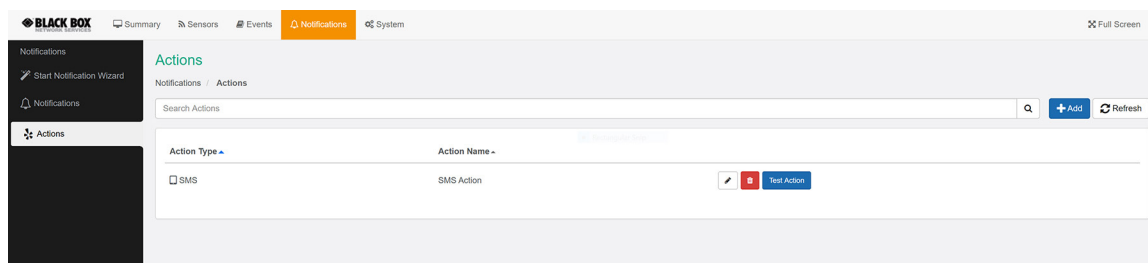 BLACK BOX
NETWORK SERVICES
Summary
Sensors
Events
Notifications
System
Full Screen
Notifications
Start Notification Wizard
Notifications
Actions
Actions
Notifications / Actions
Search Actions
Add
Refresh
Action Type
Action Name
SMS
SMS Action
Test Action